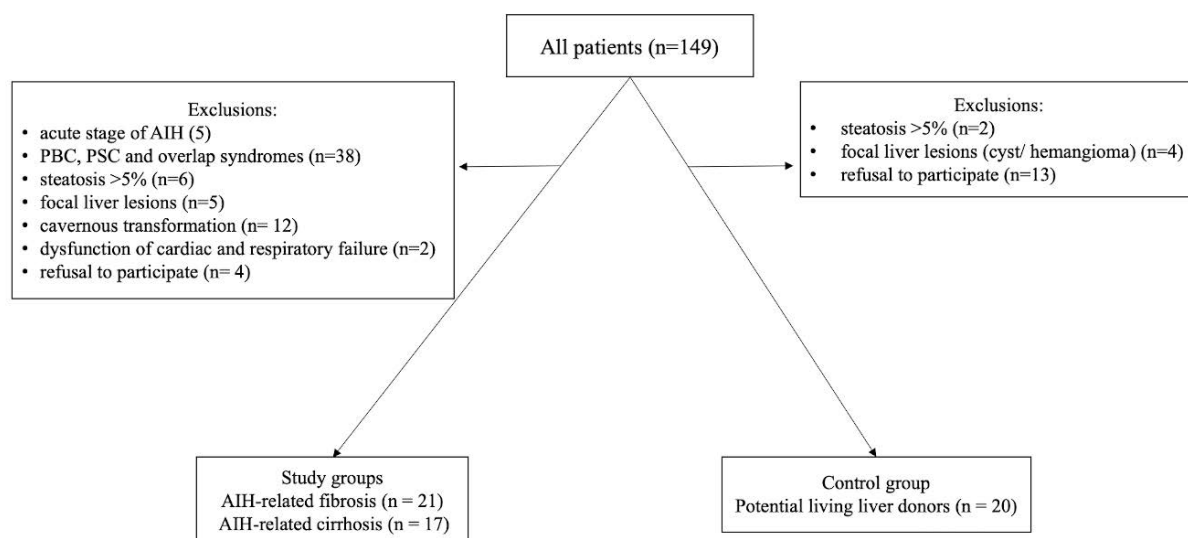 All patients (n=149)
Exclusions:
• acute stage of AIH (5)
• PBC, PSC and overlap syndromes (n=38)
• steatosis >5% (n=6)
• focal liver lesions (n=5)
• cavernous transformation (n= 12)
• dysfunction of cardiac and respiratory failure (n=2)
• refusal to participate (n= 4)
Exclusions:
• steatosis >5% (n=2)
• focal liver lesions (cyst/ hemangioma) (n=4)
• refusal to participate (n=13)
Study groups
AIH-related fibrosis (n = 21)
AIH-related cirrhosis (n = 17)
Control group
Potential living liver donors (n = 20)